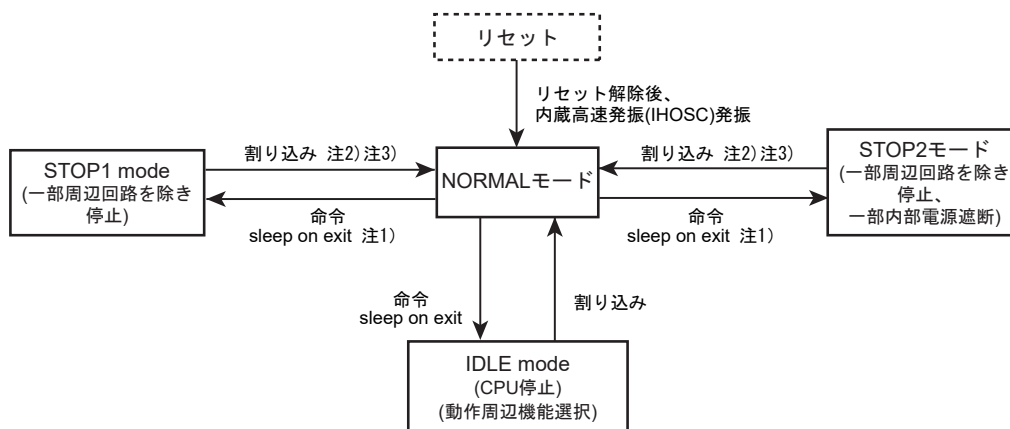 リセット
リセット解除後、
内蔵高速発振(IHOSC)発振
STOP1 mode
(一部周辺回路を除き
停止)
割り込み 注2)注3)
命令
sleep on exit 注1)
NORMALモード
割り込み 注2)注3)
命令
sleep on exit 注1)
STOP2モード
(一部周辺回路を除き
停止、
一部内部電源遮断)
命令
sleep on exit
割り込み
IDLE mode
(CPU停止)
(動作周辺機能選択)